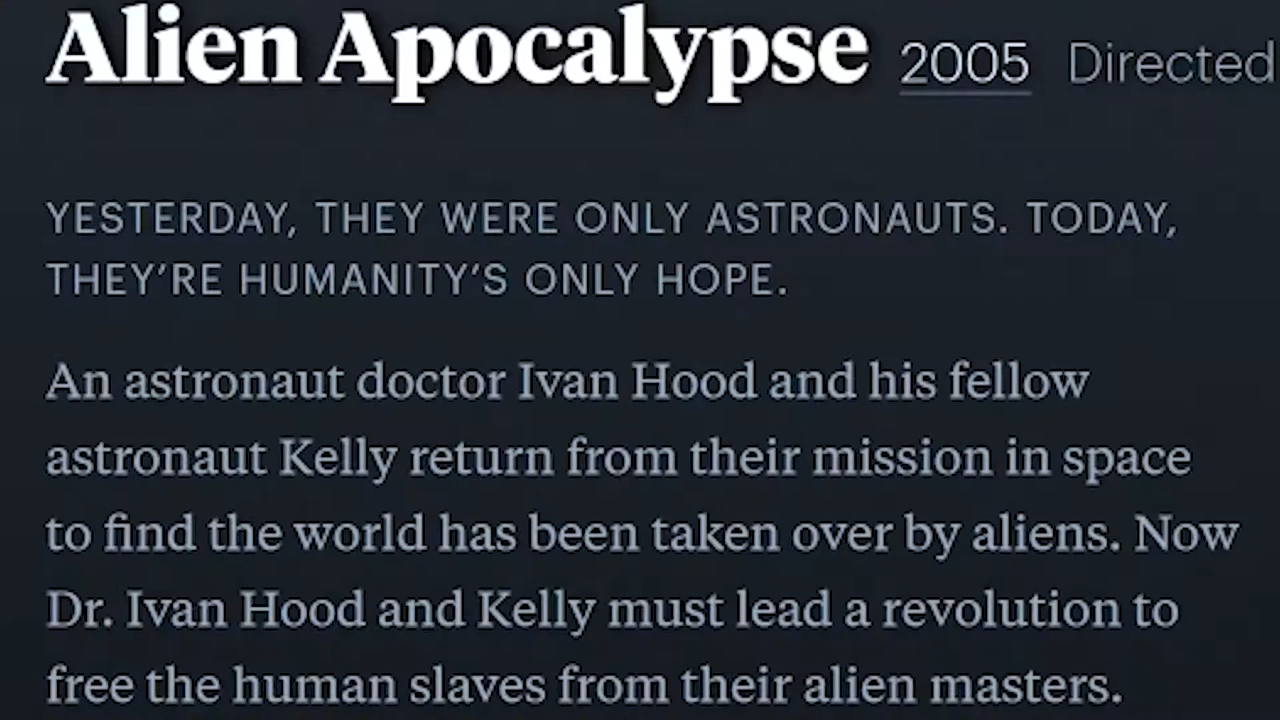 Alien Apocalypse 2005 Directed
YESTERDAY, THEY WERE ONLY ASTRONAUTS. TODAY,
THEY’RE HUMANITY’S ONLY HOPE.
An astronaut doctor Ivan Hood and his fellow
astronaut Kelly return from their mission in space
to find the world has been taken over by aliens. Now
Dr. Ivan Hood and Kelly must lead a revolution to
free the human slaves from their alien masters.